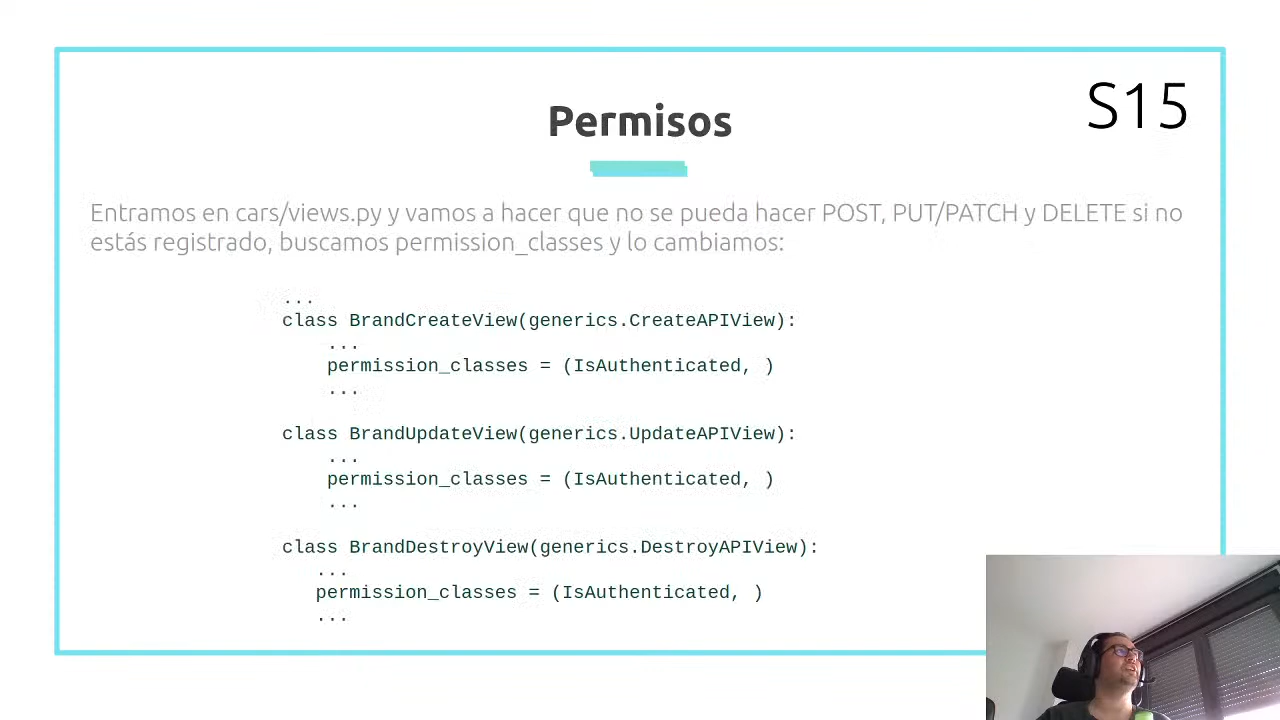 S15
Permisos
Entramos en cars/views.py y vamos a hacer que no se pueda hacer POST, PUT/PATCH y DELETE si no
estás registrado, buscamos permission_classes y lo cambiamos:
...
class BrandCreateView(generics.CreateAPIView):
    ...
    permission_classes = (IsAuthenticated, )
    ...
class BrandUpdateView(generics.UpdateAPIView):
    ...
    permission_classes = (IsAuthenticated, )
    ...
class BrandDestroyView(generics.DestroyAPIView):
   ...
   permission_classes = (IsAuthenticated, )
   ...